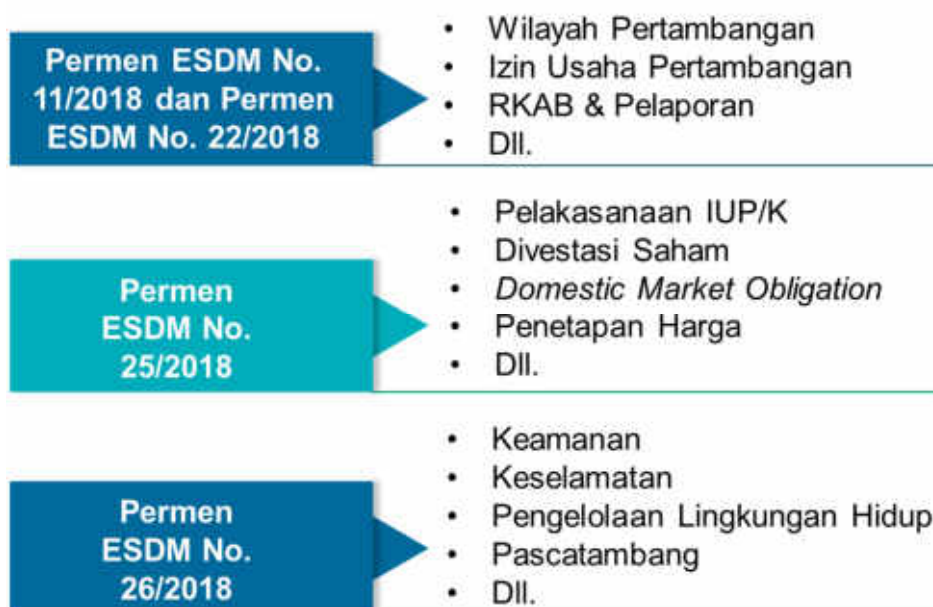 Permen ESDM No.
11/2018 dan Permen
ESDM No. 22/2018
• Wilayah Pertambangan
• Izin Usaha Pertambangan
• RKAB & Pelaporan
• Dll.
Permen
ESDM No.
25/2018
• Pelakasanaan IUP/K
• Divestasi Saham
• Domestic Market Obligation
• Penetapan Harga
• Dll.
Permen
ESDM No.
26/2018
• Keamanan
• Keselamatan
• Pengelolaan Lingkungan Hidup
• Pascatambang
• Dll.